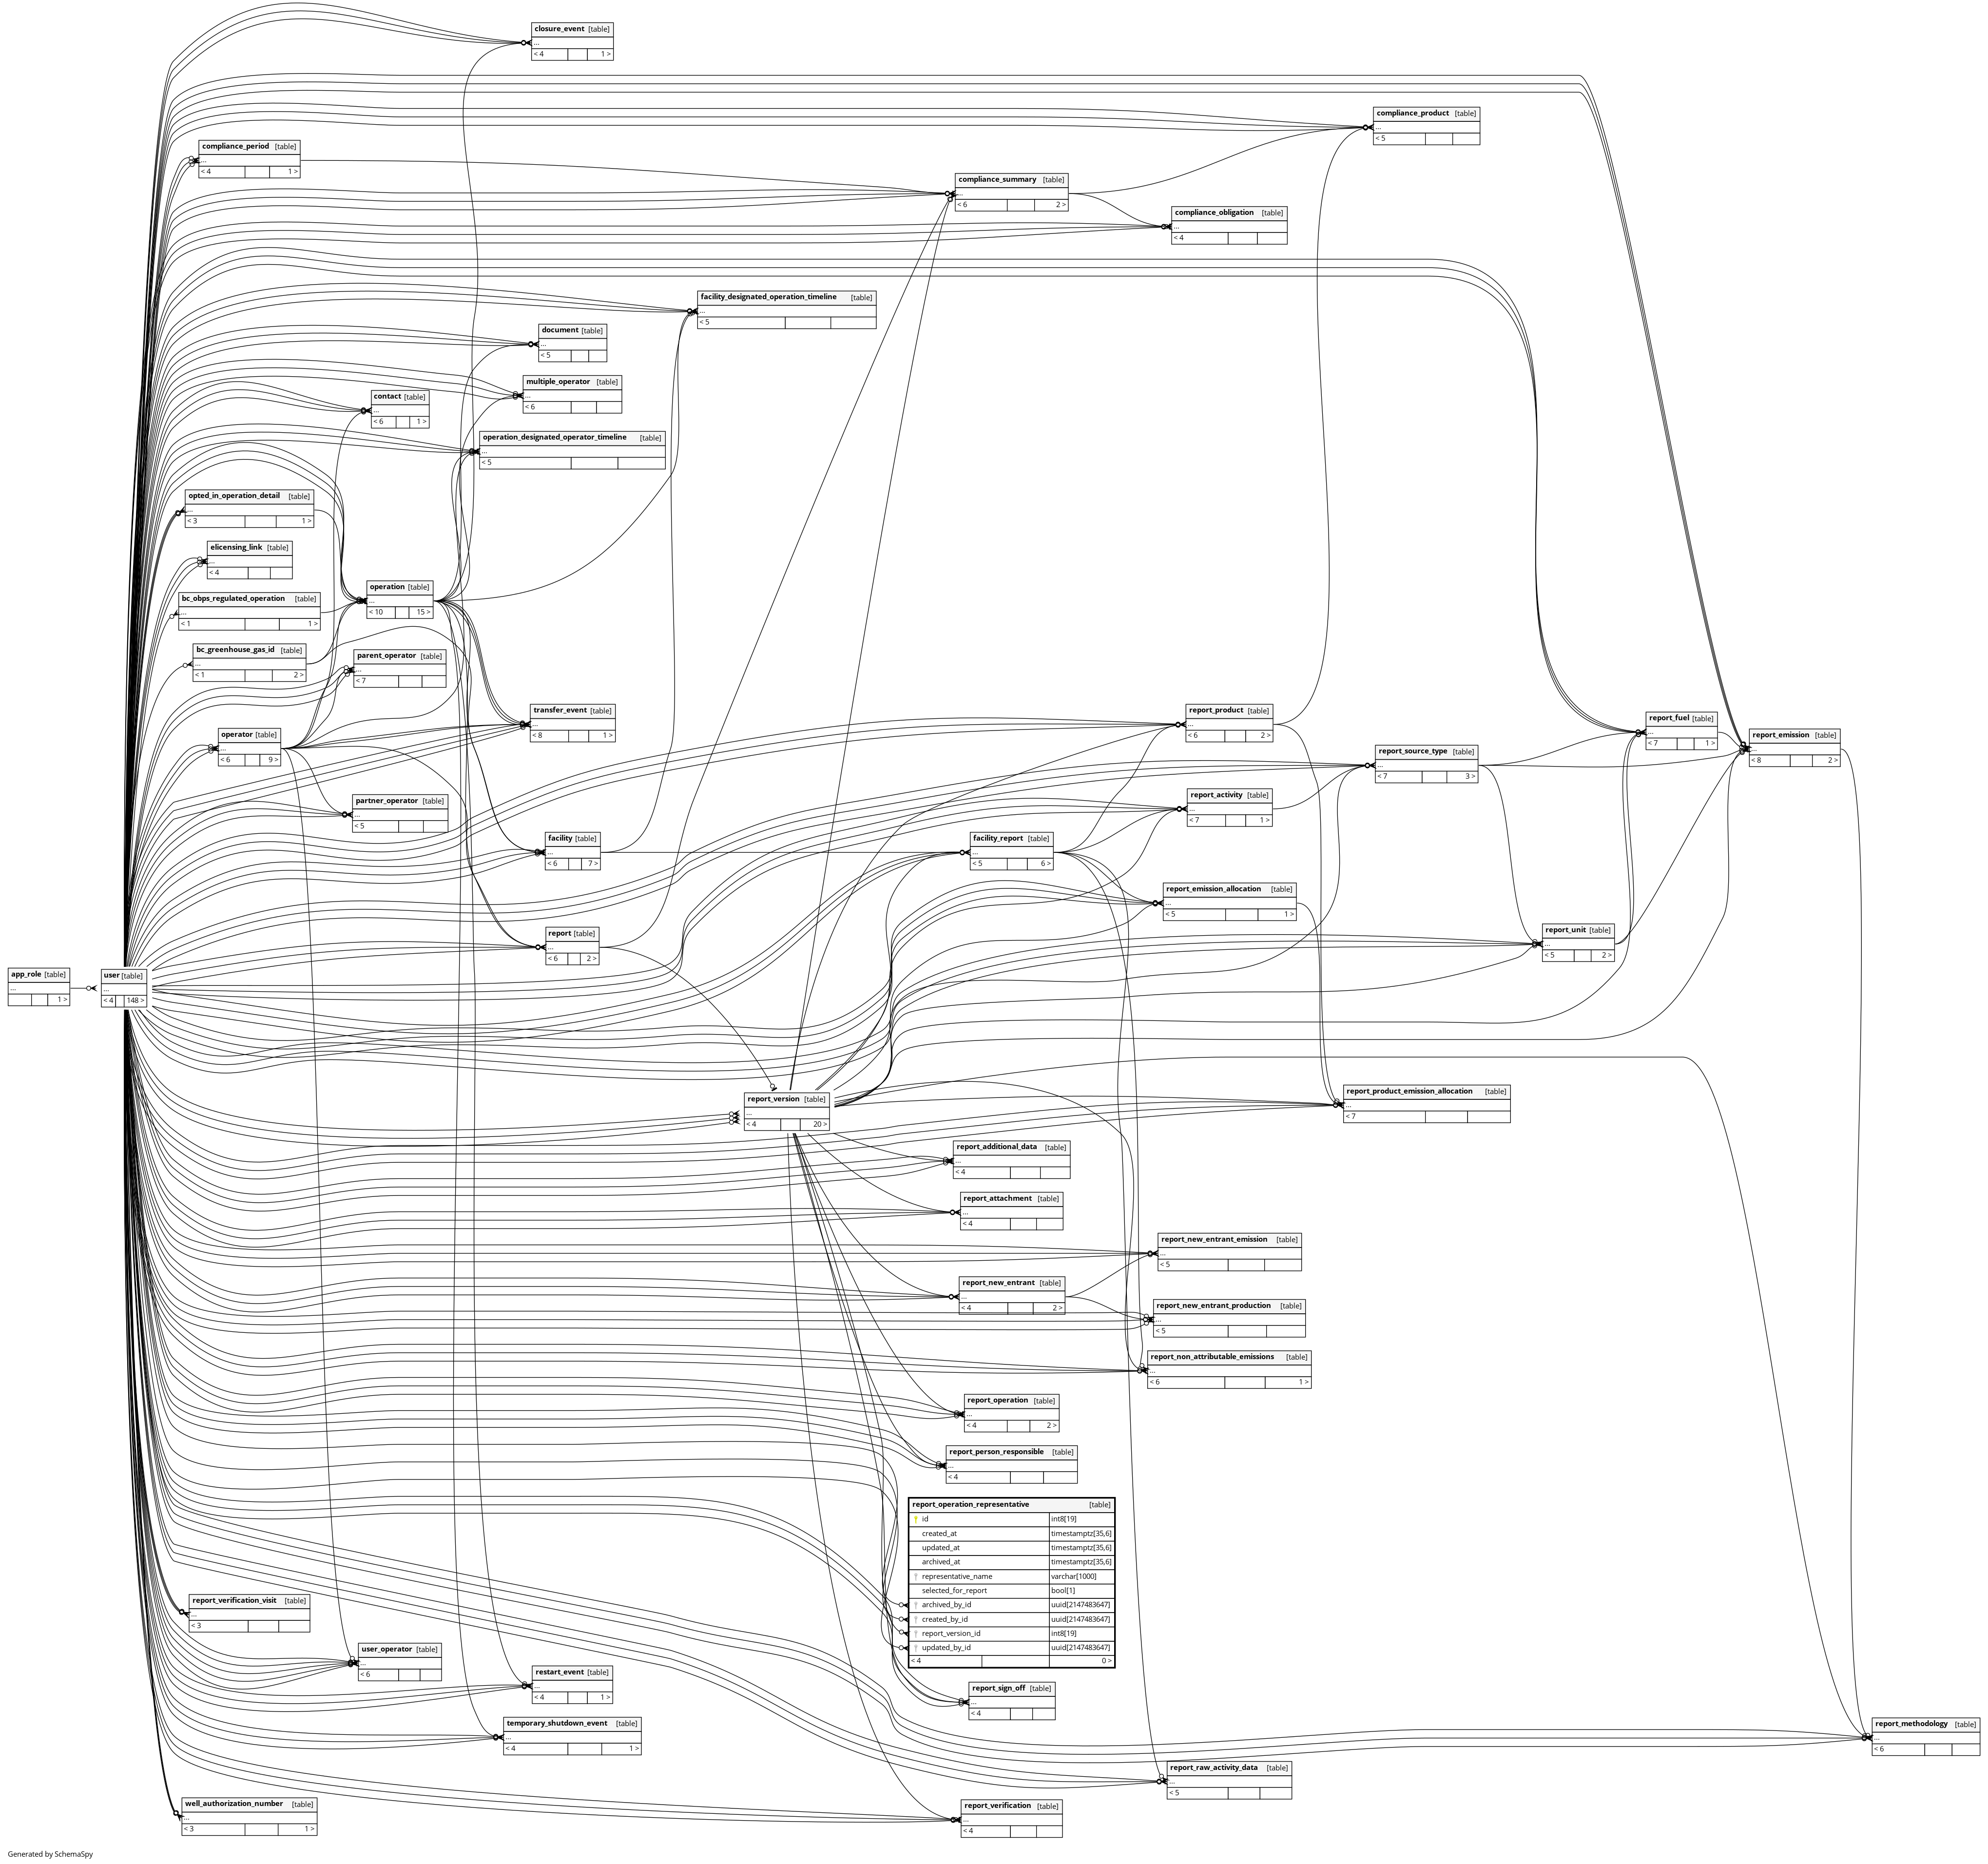 closure_event [table]
...
< 4 1 >
compliance_product [table]
...
< 5
compliance_period [table]
...
< 4 1 >
compliance_summary [table]
...
< 6 2 >
compliance_obligation [table]
...
< 4
facility_designated_operation_timeline [table]
...
< 5
document [table]
...
< 5
multiple_operator [table]
...
< 6
contact [table]
...
< 6 1 >
operation_designated_operator_timeline [table]
...
< 5
opted_in_operation_detail [table]
...
< 3 1 >
elicensing_link [table]
...
< 4
operation [table]
...
< 10 15 >
bc_obps_regulated_operation [table]
...
< 1 1 >
bc_greenhouse_gas_id [table]
...
< 1 2 >
parent_operator [table]
...
< 7
transfer_event [table]
...
< 8 1 >
report_product [table]
...
< 6 2 >
report_fuel [table]
...
< 7 1 >
operator [table]
...
< 6 9 >
report_emission [table]
...
< 8 2 >
report_source_type [table]
...
< 7 3 >
partner_operator [table]
...
< 5
report_activity [table]
...
< 7 1 >
facility [table]
...
< 6 7 >
facility_report [table]
...
< 5 6 >
report_emission_allocation [table]
...
< 5 1 >
report [table]
...
< 6 2 >
report_unit [table]
...
< 5 2 >
app_role [table]
...
1 >
user [table]
...
< 4 148 >
report_version [table]
...
< 4 20 >
report_product_emission_allocation [table]
...
< 7
report_additional_data [table]
...
< 4
report_attachment [table]
...
< 4
report_new_entrant_emission [table]
...
< 5
report_new_entrant [table]
...
< 4 2 >
report_new_entrant_production [table]
...
< 5
report_non_attributable_emissions [table]
...
< 6 1 >
report_operation [table]
...
< 4 2 >
report_person_responsible [table]
...
< 4
report_operation_representative [table]
id int8[19]
created_at timestamptz[35,6]
updated_at timestamptz[35,6]
archived_at timestamptz[35,6]
representative_name varchar[1000]
selected_for_report bool[1]
archived_by_id uuid[2147483647]
created_by_id uuid[2147483647]
report_version_id int8[19]
updated_by_id uuid[2147483647]
< 4 0 >
report_verification_visit [table]
...
< 3
user_operator [table]
...
< 6
restart_event [table]
...
< 4 1 >
report_sign_off [table]
...
< 4
temporary_shutdown_event [table]
...
< 4 1 >
report_methodology [table]
...
< 6
report_raw_activity_data [table]
...
< 5
well_authorization_number [table]
...
< 3 1 >
report_verification [table]
...
< 4
Generated by SchemaSpy